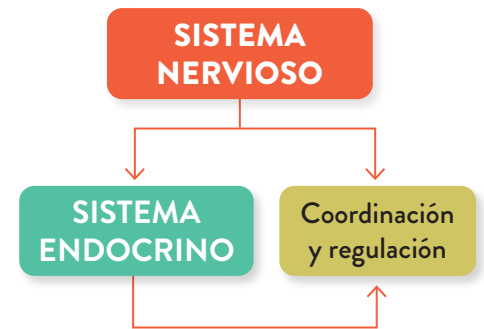 SISTEMA
NERVIOSO
SISTEMA
ENDOCRINO
Coordinación
y regulación